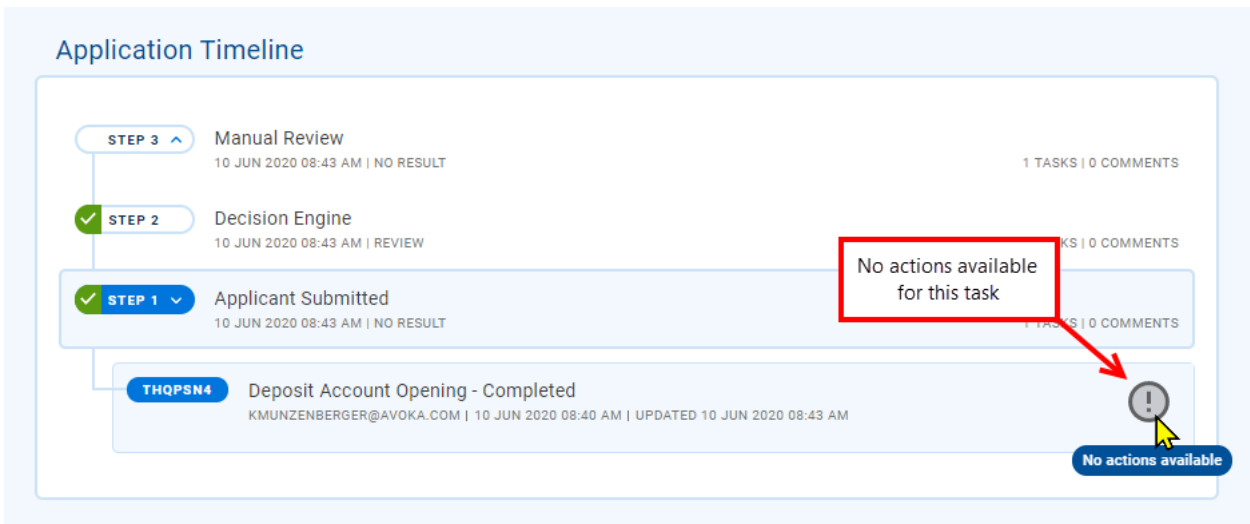 Application Timeline
STEP 3 Manual Review
10 JUN 2020 08:43 AM | NO RESULT 1 TASKS | 0 COMMENTS
STEP 2 Decision Engine
10 JUN 2020 08:43 AM | REVIEW KS | 0 COMMENTS
No actions available
for this task
STEP 1 Applicant Submitted
10 JUN 2020 08:43 AM | NO RESULT 1 TASKS | 0 COMMENTS
THQPSN4 Deposit Account Opening - Completed
KMUNZENBERGER@AVOKA.COM | 10 JUN 2020 08:40 AM | UPDATED 10 JUN 2020 08:43 AM
No actions available